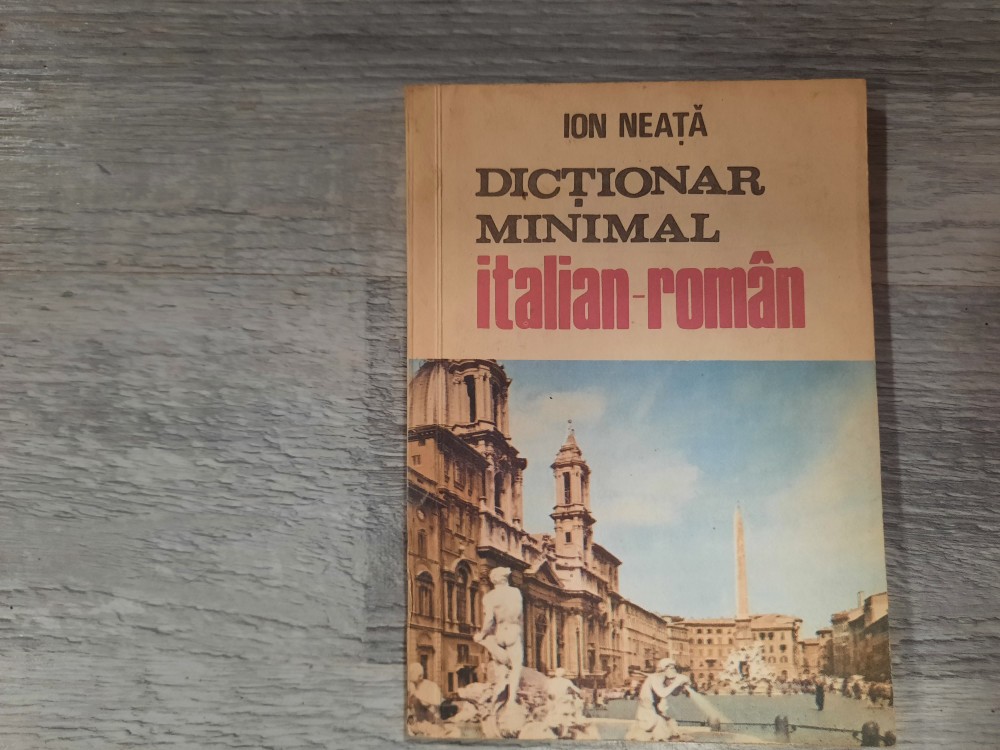 ION NEAȚĂ
DICȚIONAR
MINIMAL
italian-român